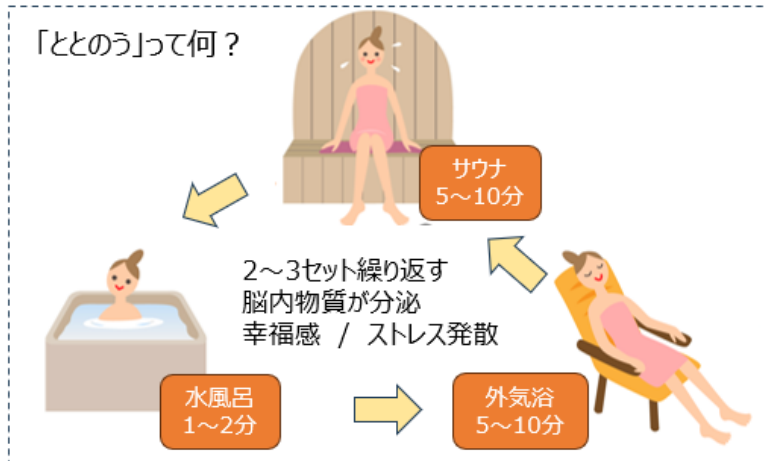 「ととのう」って何？
サウナ
5～10分
2～3セット繰り返す
脳内物質が分泌
幸福感 / ストレス発散
水風呂
1～2分
外気浴
5～10分